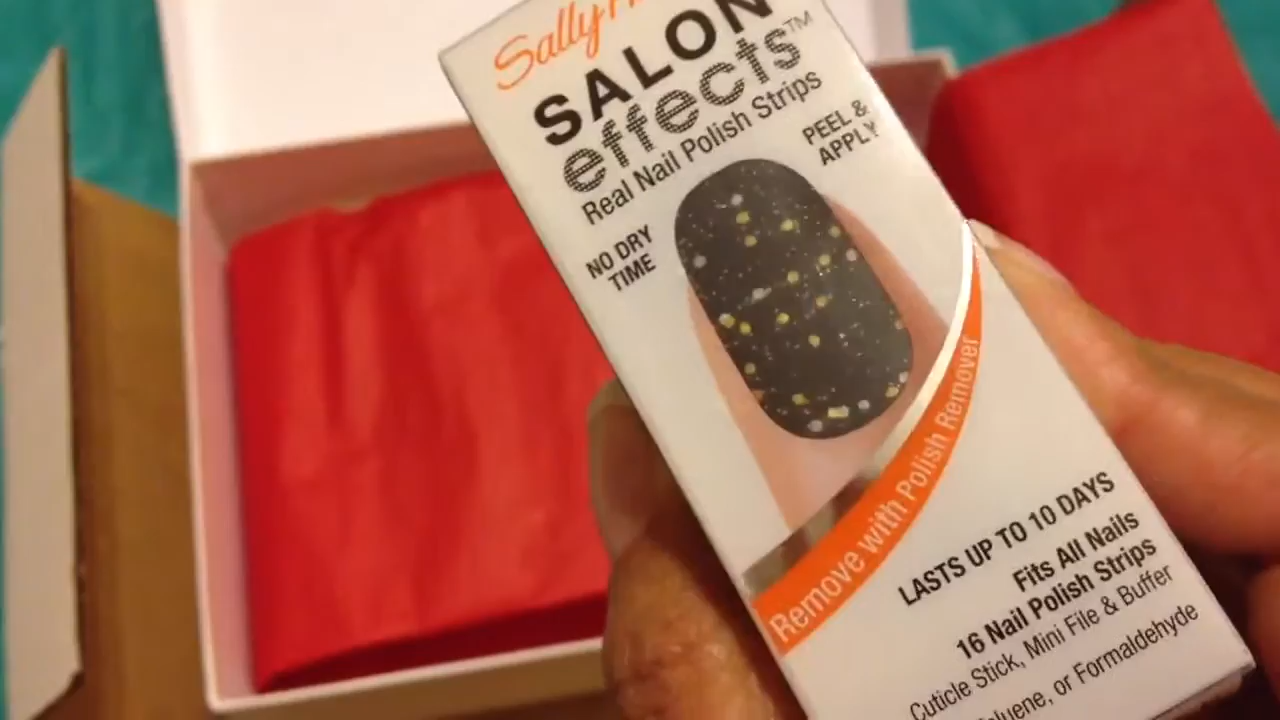 Sally
SALON
effects™
Real Nail Polish Strips
PEEL &
APPLY
NO DRY
TIME
Remove with Polish Remover
LASTS UP TO 10 DAYS
Fits All Nails
16 Nail Polish Strips
Cuticle Stick, Mini File & Buffer
or Formaldehyde